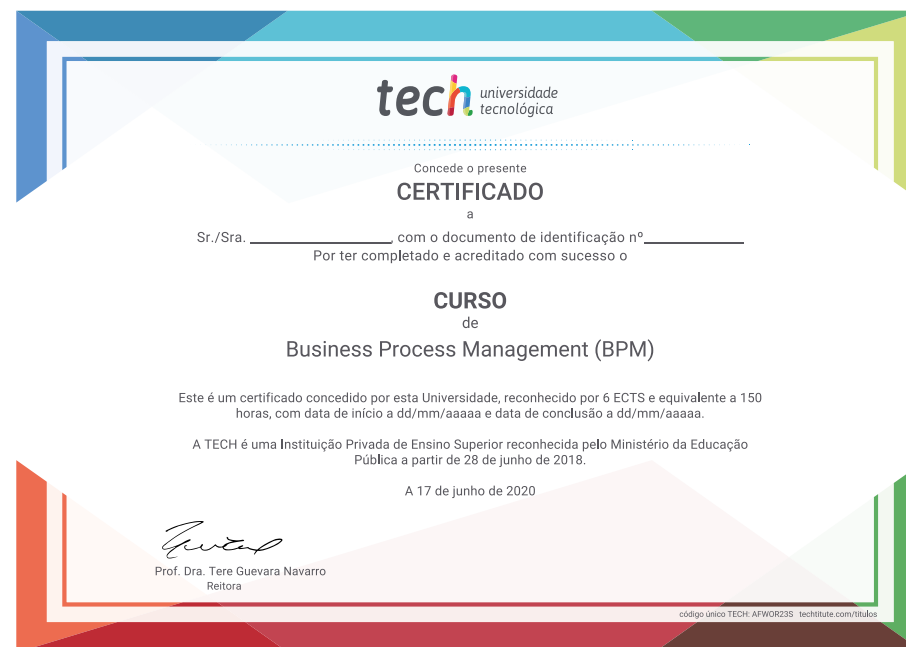 tech universidade
tecnológica
Concede o presente
CERTIFICADO
a
Sr./Sra. ____________________, com o documento de identificação nº______________
Por ter completado e acreditado com sucesso o
CURSO
de
Business Process Management (BPM)
Este é um certificado concedido por esta Universidade, reconhecido por 6 ECTS e equivalente a 150
horas, com data de início a dd/mm/aaaaa e data de conclusão a dd/mm/aaaaa.
A TECH é uma Instituição Privada de Ensino Superior reconhecida pelo Ministério da Educação
Pública a partir de 28 de junho de 2018.
A 17 de junho de 2020
Prof. Dra. Tere Guevara Navarro
Reitora
código único TECH: AFWOR23S techtitute.com/titulos